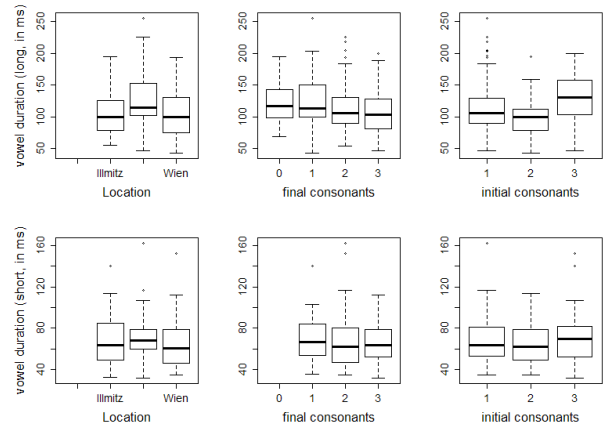 vowel duration (long, in ms)
250
200
150
100
50
Illmitz
Wien
Location
250
200
150
100
50
0 1 2 3
final consonants
250
200
150
100
50
1 2 3
initial consonants
vowel duration (short, in ms)
160
120
80
40
Illmitz
Wien
Location
160
120
80
40
0 1 2 3
final consonants
160
120
80
40
1 2 3
initial consonants